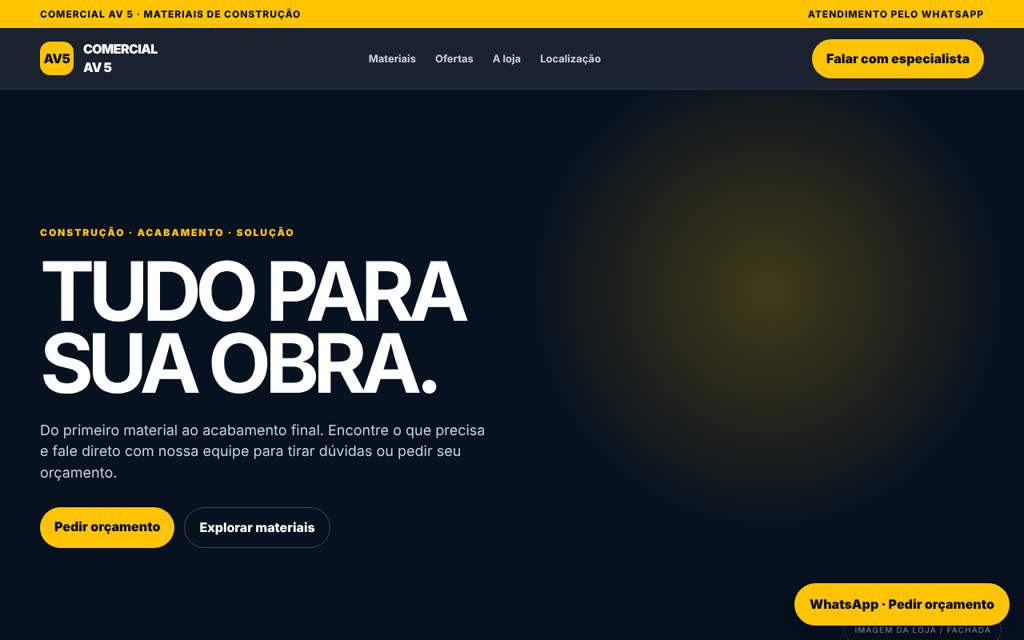 COMERCIAL AV 5 · MATERIAIS DE CONSTRUÇÃO
ATENDIMENTO PELO WHATSAPP
AV5
COMERCIAL
AV 5
Materiais
Ofertas
A loja
Localização
Falar com especialista
CONSTRUÇÃO · ACABAMENTO · SOLUÇÃO
TUDO PARA
SUA OBRA.
Do primeiro material ao acabamento final. Encontre o que precisa
e fale direto com nossa equipe para tirar dúvidas ou pedir seu
orçamento.
Pedir orçamento
Explorar materiais
WhatsApp · Pedir orçamento
IMAGEM DA LOJA / FACHADA